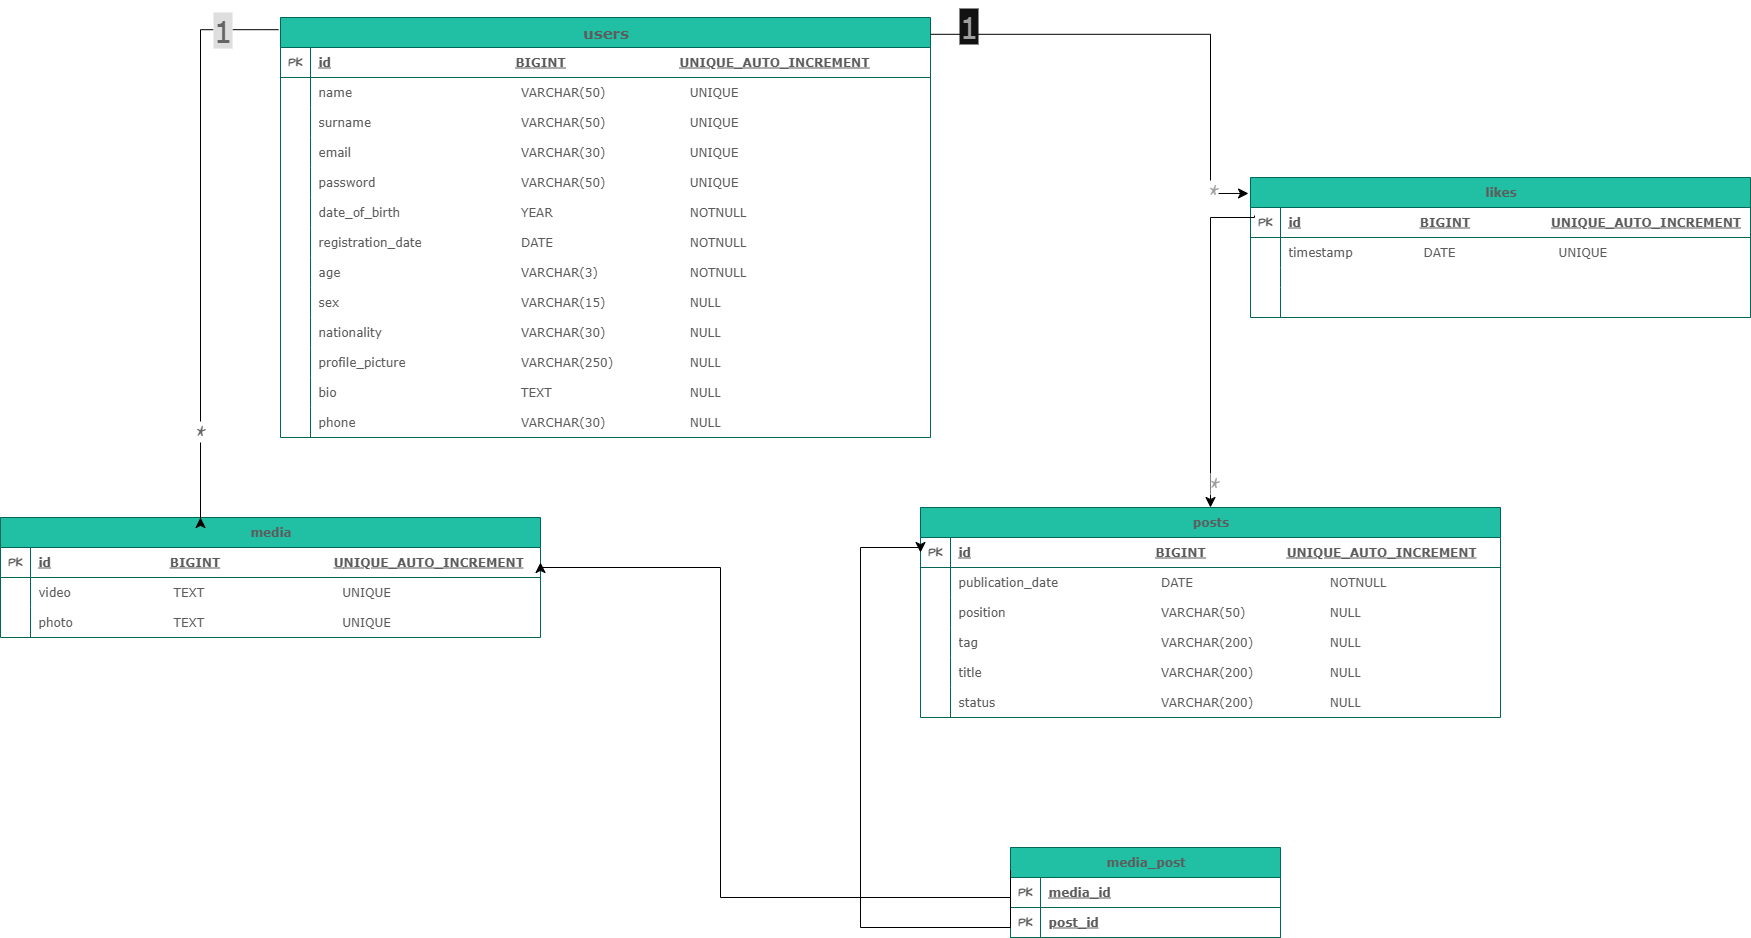 1
1
users
PK id BIGINT UNIQUE_AUTO_INCREMENT
name VARCHAR(50) UNIQUE
surname VARCHAR(50) UNIQUE
email VARCHAR(30) UNIQUE
password VARCHAR(50) UNIQUE
date_of_birth YEAR NOTNULL
registration_date DATE NOTNULL
age VARCHAR(3) NOTNULL
sex VARCHAR(15) NULL
nationality VARCHAR(30) NULL
profile_picture VARCHAR(250) NULL
bio TEXT NULL
phone VARCHAR(30) NULL
*
likes
PK id BIGINT UNIQUE_AUTO_INCREMENT
timestamp DATE UNIQUE
*
media
PK id BIGINT UNIQUE_AUTO_INCREMENT
video TEXT UNIQUE
photo TEXT UNIQUE
*
posts
PK id BIGINT UNIQUE_AUTO_INCREMENT
publication_date DATE NOTNULL
position VARCHAR(50) NULL
tag VARCHAR(200) NULL
title VARCHAR(200) NULL
status VARCHAR(200) NULL
media_post
PK media_id
PK post_id